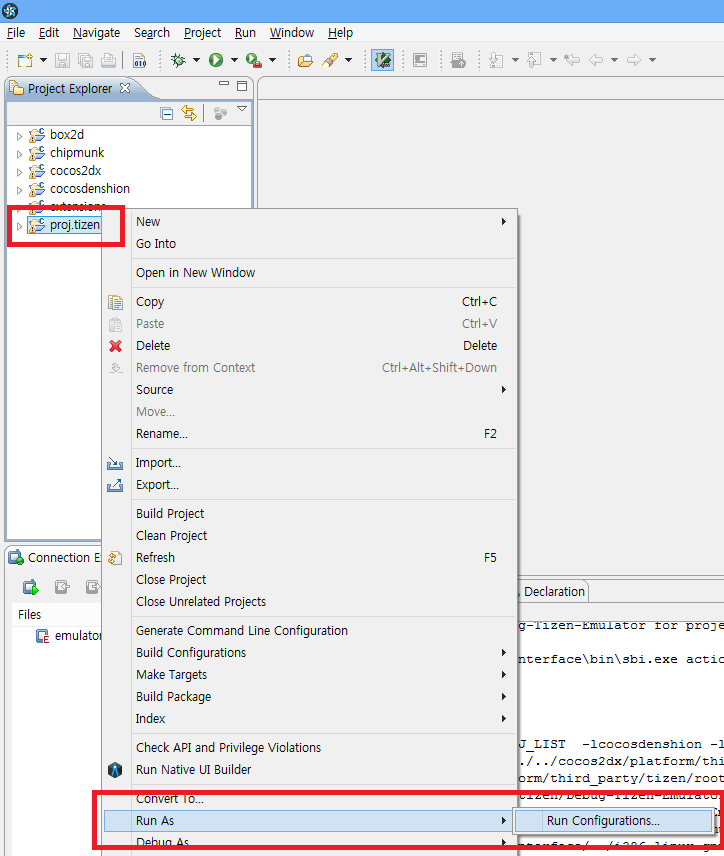 File Edit Navigate Search Project Run Window Help
010
Project Explorer
box2d
chipmunk
cocos2dx
cocosdenshion
extensions
proj.tizen
New
Go Into
Open in New Window
Copy Ctrl+C
Paste Ctrl+V
Delete Delete
Remove from Context Ctrl+Alt+Shift+Down
Source
Move...
Rename... F2
Import...
Export...
Build Project
Clean Project
Refresh F5
Close Project
Close Unrelated Projects
Generate Command Line Configuration
Build Configurations
Make Targets
Build Package
Index
Check API and Privilege Violations
Run Native UI Builder
Convert To...
Run As
Run Configurations...
Debug As
Connection E
Files
emulator
Declaration
g-Tizen-Emulator for proje
nterface\bin\sbi.exe actio
J_LIST -lcocosdenshion -l
./../cocos2dx/platform/thi
orm/third_party/tizen/root
tizen/Debug-Tizen-Emulato